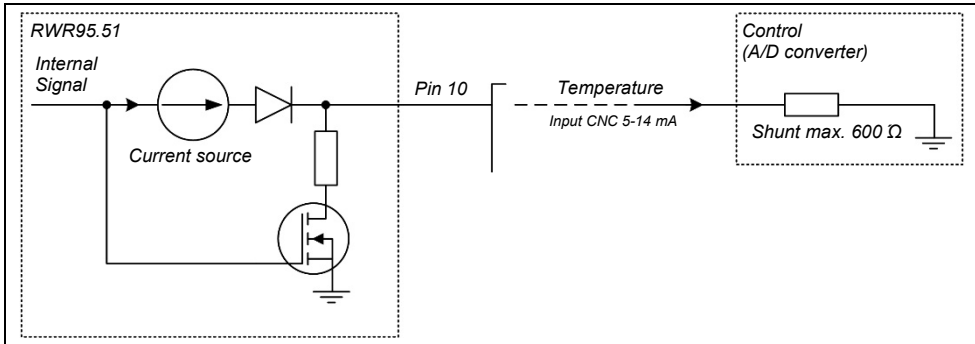 RWR95.51
Internal
Signal
Current source
Pin 10
Temperature
Input CNC 5-14 mA
Control
(A/D converter)
Shunt max. 600 Ω